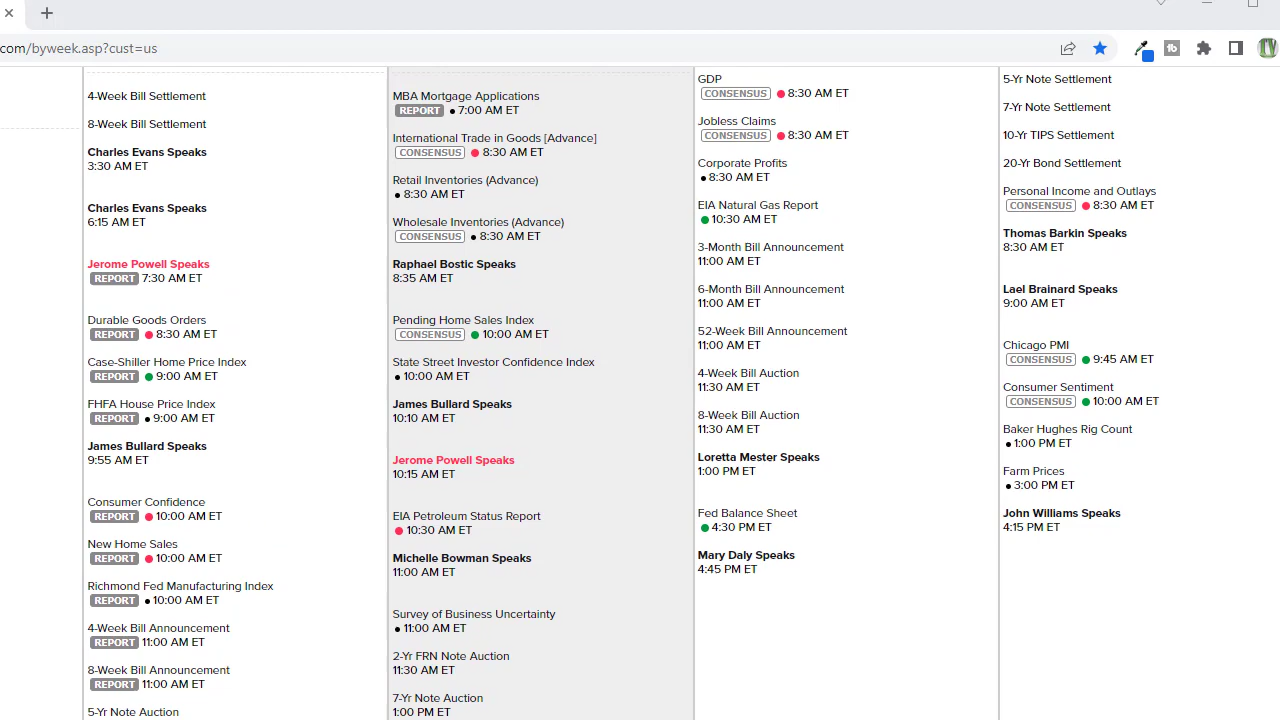 com/byweek.asp?cust=us
4-Week Bill Settlement
8-Week Bill Settlement
Charles Evans Speaks
3:30 AM ET
Charles Evans Speaks
6:15 AM ET
Jerome Powell Speaks
REPORT 7:30 AM ET
Durable Goods Orders
REPORT 8:30 AM ET
Case-Shiller Home Price Index
REPORT 9:00 AM ET
FHFA House Price Index
REPORT 9:00 AM ET
James Bullard Speaks
9:55 AM ET
Consumer Confidence
REPORT 10:00 AM ET
New Home Sales
REPORT 10:00 AM ET
Richmond Fed Manufacturing Index
REPORT 10:00 AM ET
4-Week Bill Announcement
REPORT 11:00 AM ET
8-Week Bill Announcement
REPORT 11:00 AM ET
5-Yr Note Auction
MBA Mortgage Applications
REPORT 7:00 AM ET
International Trade in Goods [Advance]
CONSENSUS 8:30 AM ET
Retail Inventories (Advance)
8:30 AM ET
Wholesale Inventories (Advance)
CONSENSUS 8:30 AM ET
Raphael Bostic Speaks
8:35 AM ET
Pending Home Sales Index
CONSENSUS 10:00 AM ET
State Street Investor Confidence Index
10:00 AM ET
James Bullard Speaks
10:10 AM ET
Jerome Powell Speaks
10:15 AM ET
EIA Petroleum Status Report
10:30 AM ET
Michelle Bowman Speaks
11:00 AM ET
Survey of Business Uncertainty
11:00 AM ET
2-Yr FRN Note Auction
11:30 AM ET
7-Yr Note Auction
1:00 PM ET
GDP
CONSENSUS 8:30 AM ET
Jobless Claims
CONSENSUS 8:30 AM ET
Corporate Profits
8:30 AM ET
EIA Natural Gas Report
10:30 AM ET
3-Month Bill Announcement
11:00 AM ET
6-Month Bill Announcement
11:00 AM ET
52-Week Bill Announcement
11:00 AM ET
4-Week Bill Auction
11:30 AM ET
8-Week Bill Auction
11:30 AM ET
Loretta Mester Speaks
1:00 PM ET
Fed Balance Sheet
4:30 PM ET
Mary Daly Speaks
4:45 PM ET
5-Yr Note Settlement
7-Yr Note Settlement
10-Yr TIPS Settlement
20-Yr Bond Settlement
Personal Income and Outlays
CONSENSUS 8:30 AM ET
Thomas Barkin Speaks
8:30 AM ET
Lael Brainard Speaks
9:00 AM ET
Chicago PMI
CONSENSUS 9:45 AM ET
Consumer Sentiment
CONSENSUS 10:00 AM ET
Baker Hughes Rig Count
1:00 PM ET
Farm Prices
3:00 PM ET
John Williams Speaks
4:15 PM ET